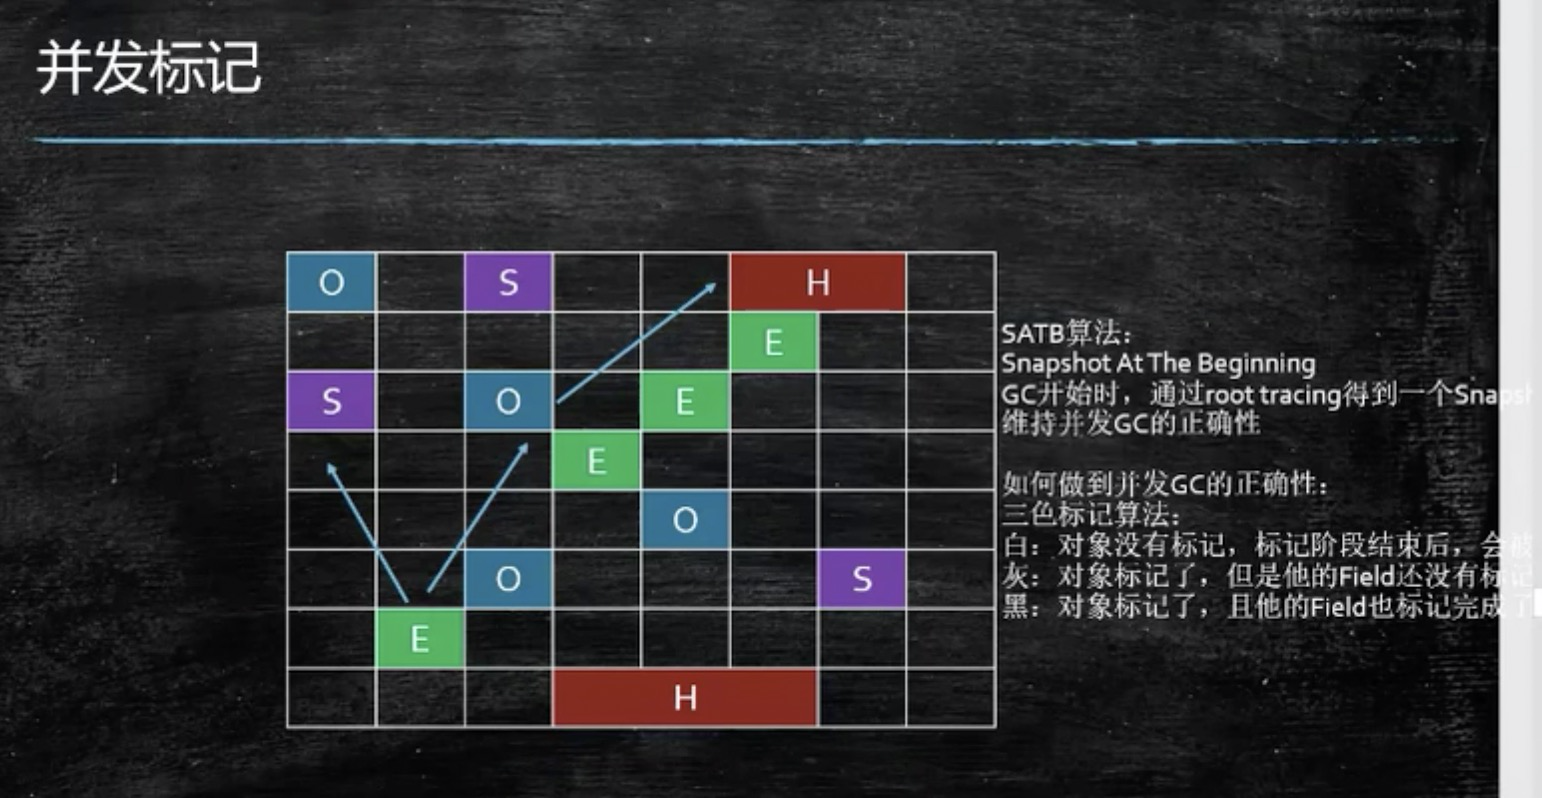 并发标记
O S H
E
S O E
E
O
O S
E
H
SATB算法：
Snapshot At The Beginning
GC开始时，通过root tracing得到一个Snapsh
维持并发GC的正确性
如何做到并发GC的正确性：
三色标记算法：
白：对象没有标记，标记阶段结束后，会被
灰：对象标记了，但是他的Field还没有标记
黑：对象标记了，且他的Field也标记完成了